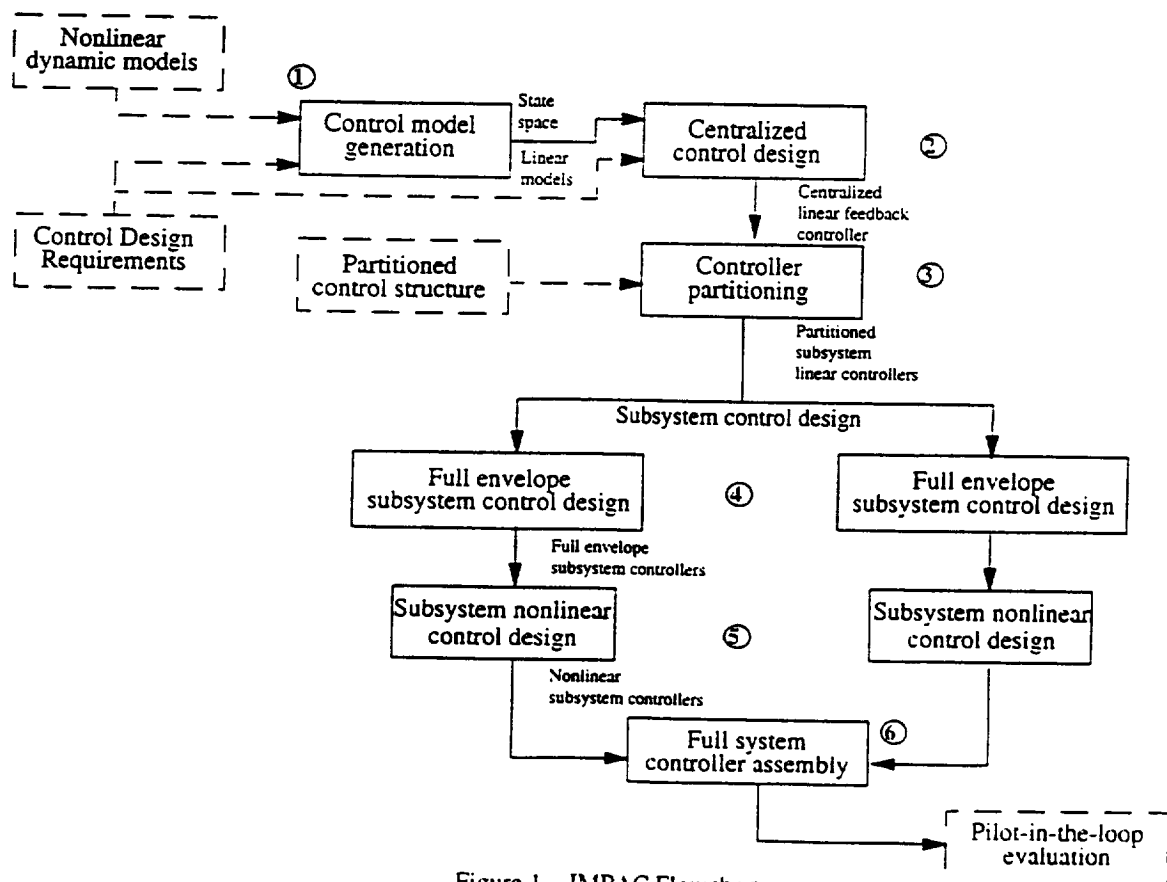 Nonlinear
dynamic models
①
Control model
generation
State
space
Linear
models
Centralized
control design
②
Centralized
linear feedback
controller
Control Design
Requirements
Partitioned
control structure
Controller
partitioning
③
Partitioned
subsystem
linear controllers
Subsystem control design
Full envelope
subsystem control design
④
Full envelope
subsystem control design
Full envelope
subsystem controllers
Subsystem nonlinear
control design
⑤
Subsystem nonlinear
control design
Nonlinear
subsystem controllers
Full system
controller assembly
⑥
Pilot-in-the-loop
evaluation
Figure 1 IMPAC